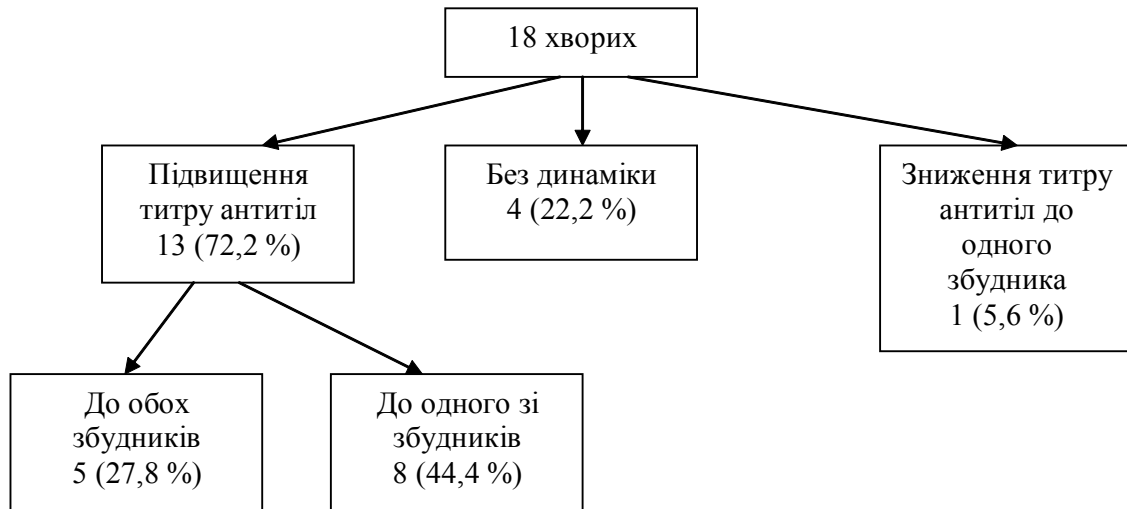 18 хворих
Підвищення
титру антитіл
13 (72,2 %)
Без динаміки
4 (22,2 %)
Зниження титру
антитіл до
одного
збудника
1 (5,6 %)
До обох
збудників
5 (27,8 %)
До одного зі
збудників
8 (44,4 %)